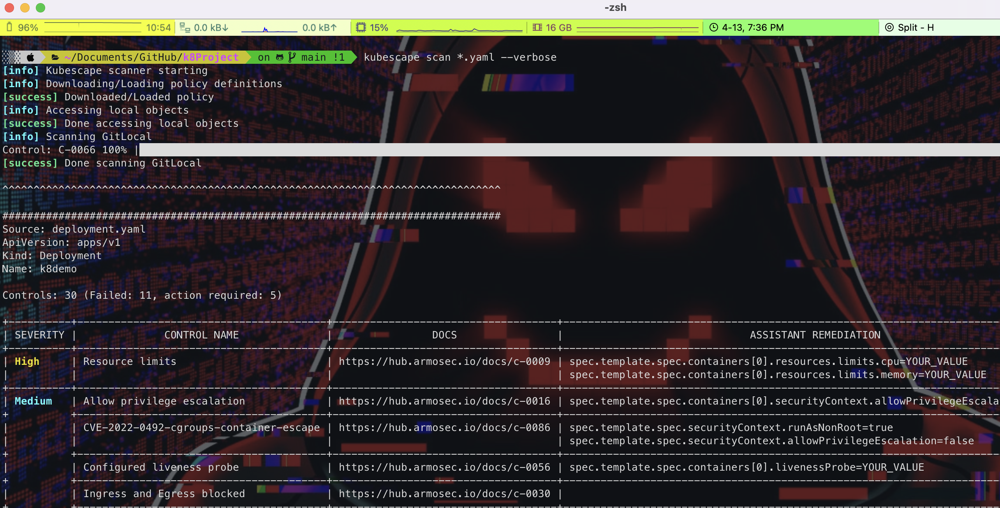 -zsh
96% 10:54 0.0 kB↓ 0.0 kB↑ 15% 16 GB 4-13, 7:36 PM Split - H
~/Documents/GitHub/k8Project on main !1 kubescape scan *.yaml --verbose
[info] Kubescape scanner starting
[info] Downloading/Loading policy definitions
[success] Downloaded/Loaded policy
[info] Accessing local objects
[success] Done accessing local objects
[info] Scanning GitLocal
Control: C-0066 100% |
[success] Done scanning GitLocal
^^^^^^^^^^^^^^^^^^^^^^^^^^^^^^^^^^^^^^^^^^^^^^^^^^^^^^^^^^^^^^^^^^^^^^^^^^^^^^^^
################################################################################
Source: deployment.yaml
ApiVersion: apps/v1
Kind: Deployment
Name: k8demo
Controls: 30 (Failed: 11, action required: 5)
| SEVERITY | CONTROL NAME | DOCS | ASSISTANT REMEDIATION
| High | Resource limits | https://hub.armosec.io/docs/c-0009 | spec.template.spec.containers[0].resources.limits.cpu=YOUR_VALUE
| | | | spec.template.spec.containers[0].resources.limits.memory=YOUR_VALUE
| Medium | Allow privilege escalation | https://hub.armosec.io/docs/c-0016 | spec.template.spec.containers[0].securityContext.allowPrivilegeEscala
| | CVE-2022-0492-cgroups-container-escape | https://hub.armosec.io/docs/c-0086 | spec.template.spec.securityContext.runAsNonRoot=true
| | | | spec.template.spec.securityContext.allowPrivilegeEscalation=false
| | Configured liveness probe | https://hub.armosec.io/docs/c-0056 | spec.template.spec.containers[0].livenessProbe=YOUR_VALUE
| | Ingress and Egress blocked | https://hub.armosec.io/docs/c-0030 |